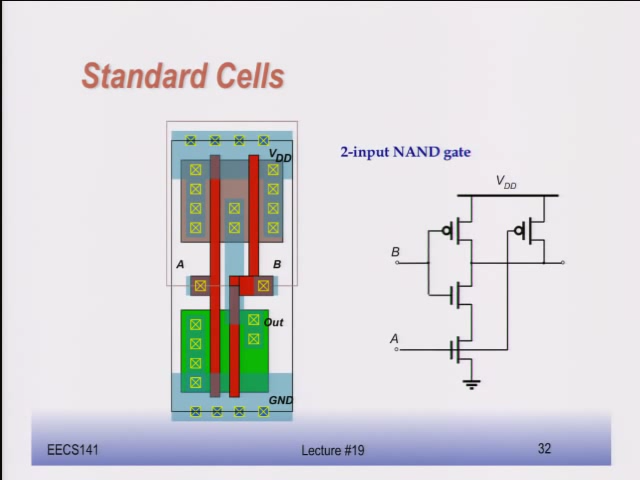 Standard Cells
2-input NAND gate
VDD
VDD
B
A
B
A
Out
GND
EECS141
Lecture #19
32